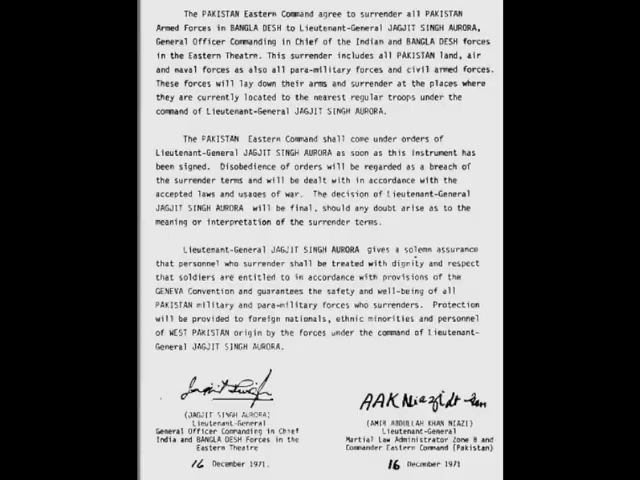 The PAKISTAN Eastern Command agree to surrender all PAKISTAN
Armed Forces in BANGLA DESH to Lieutenant-General JAGJIT SINGH AURORA,
General Officer Commanding in Chief of the Indian and BANGLA DESH forces
in the Eastern Theatre. This surrender includes all PAKISTAN land, air
and naval forces as also all para-military forces and civil armed forces.
These forces will lay down their arms and surrender at the places where
they are currently located to the nearest regular troops under the
command of Lieutenant-General JAGJIT SINGH AURORA.
The PAKISTAN Eastern Command shall come under orders of
Lieutenant-General JAGJIT SINGH AURORA as soon as this instrument has
been signed. Disobedience of orders will be regarded as a breach of
the surrender terms and will be dealt with in accordance with the
accepted laws and usages of war. The decision of Lieutenant-General
JAGJIT SINGH AURORA will be final, should any doubt arise as to the
meaning or interpretation of the surrender terms.
Lieutenant-General JAGJIT SINGH AURORA gives a solemn assurance
that personnel who surrender shall be treated with dignity and respect
that soldiers are entitled to in accordance with provisions of the
GENEVA Convention and guarantees the safety and well-being of all
PAKISTAN military and para-military forces who surrenders. Protection
will be provided to foreign nationals, ethnic minorities and personnel
of WEST PAKISTAN origin by the forces under the command of Lieutenant-
General JAGJIT SINGH AURORA.
(JAGJIT SINGH AURORA)
Lieutenant-General
General Officer Commanding in Chief
India and BANGLA DESH Forces in the
Eastern Theatre
16 December 1971.
AAK Niazi Lt Gen
(AMIR ABDULLAH KHAN NIAZI)
Lieutenant-General
Martial Law Administrator Zone B and
Commander Eastern Command (Pakistan)
16 December 1971